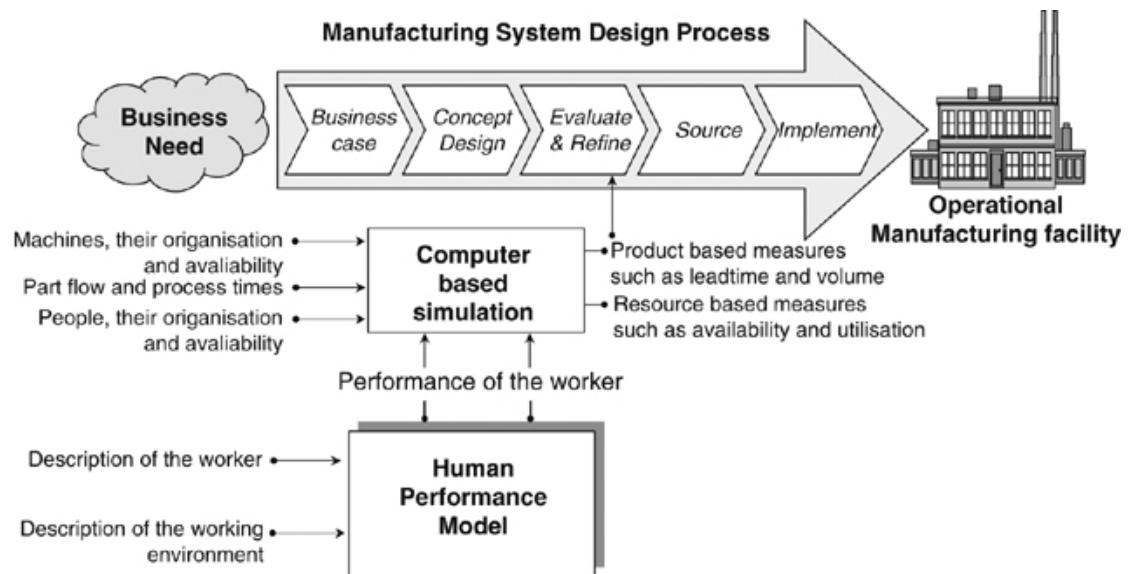 Manufacturing System Design Process
Business
Need
Business
case
Concept
Design
Evaluate
& Refine
Source
Implement
Operational
Manufacturing facility
Machines, their origanisation
and avaliability
Part flow and process times
People, their origanisation
and avaliability
Computer
based
simulation
Product based measures
such as leadtime and volume
Resource based measures
such as availability and utilisation
Performance of the worker
Description of the worker
Description of the working
environment
Human
Performance
Model